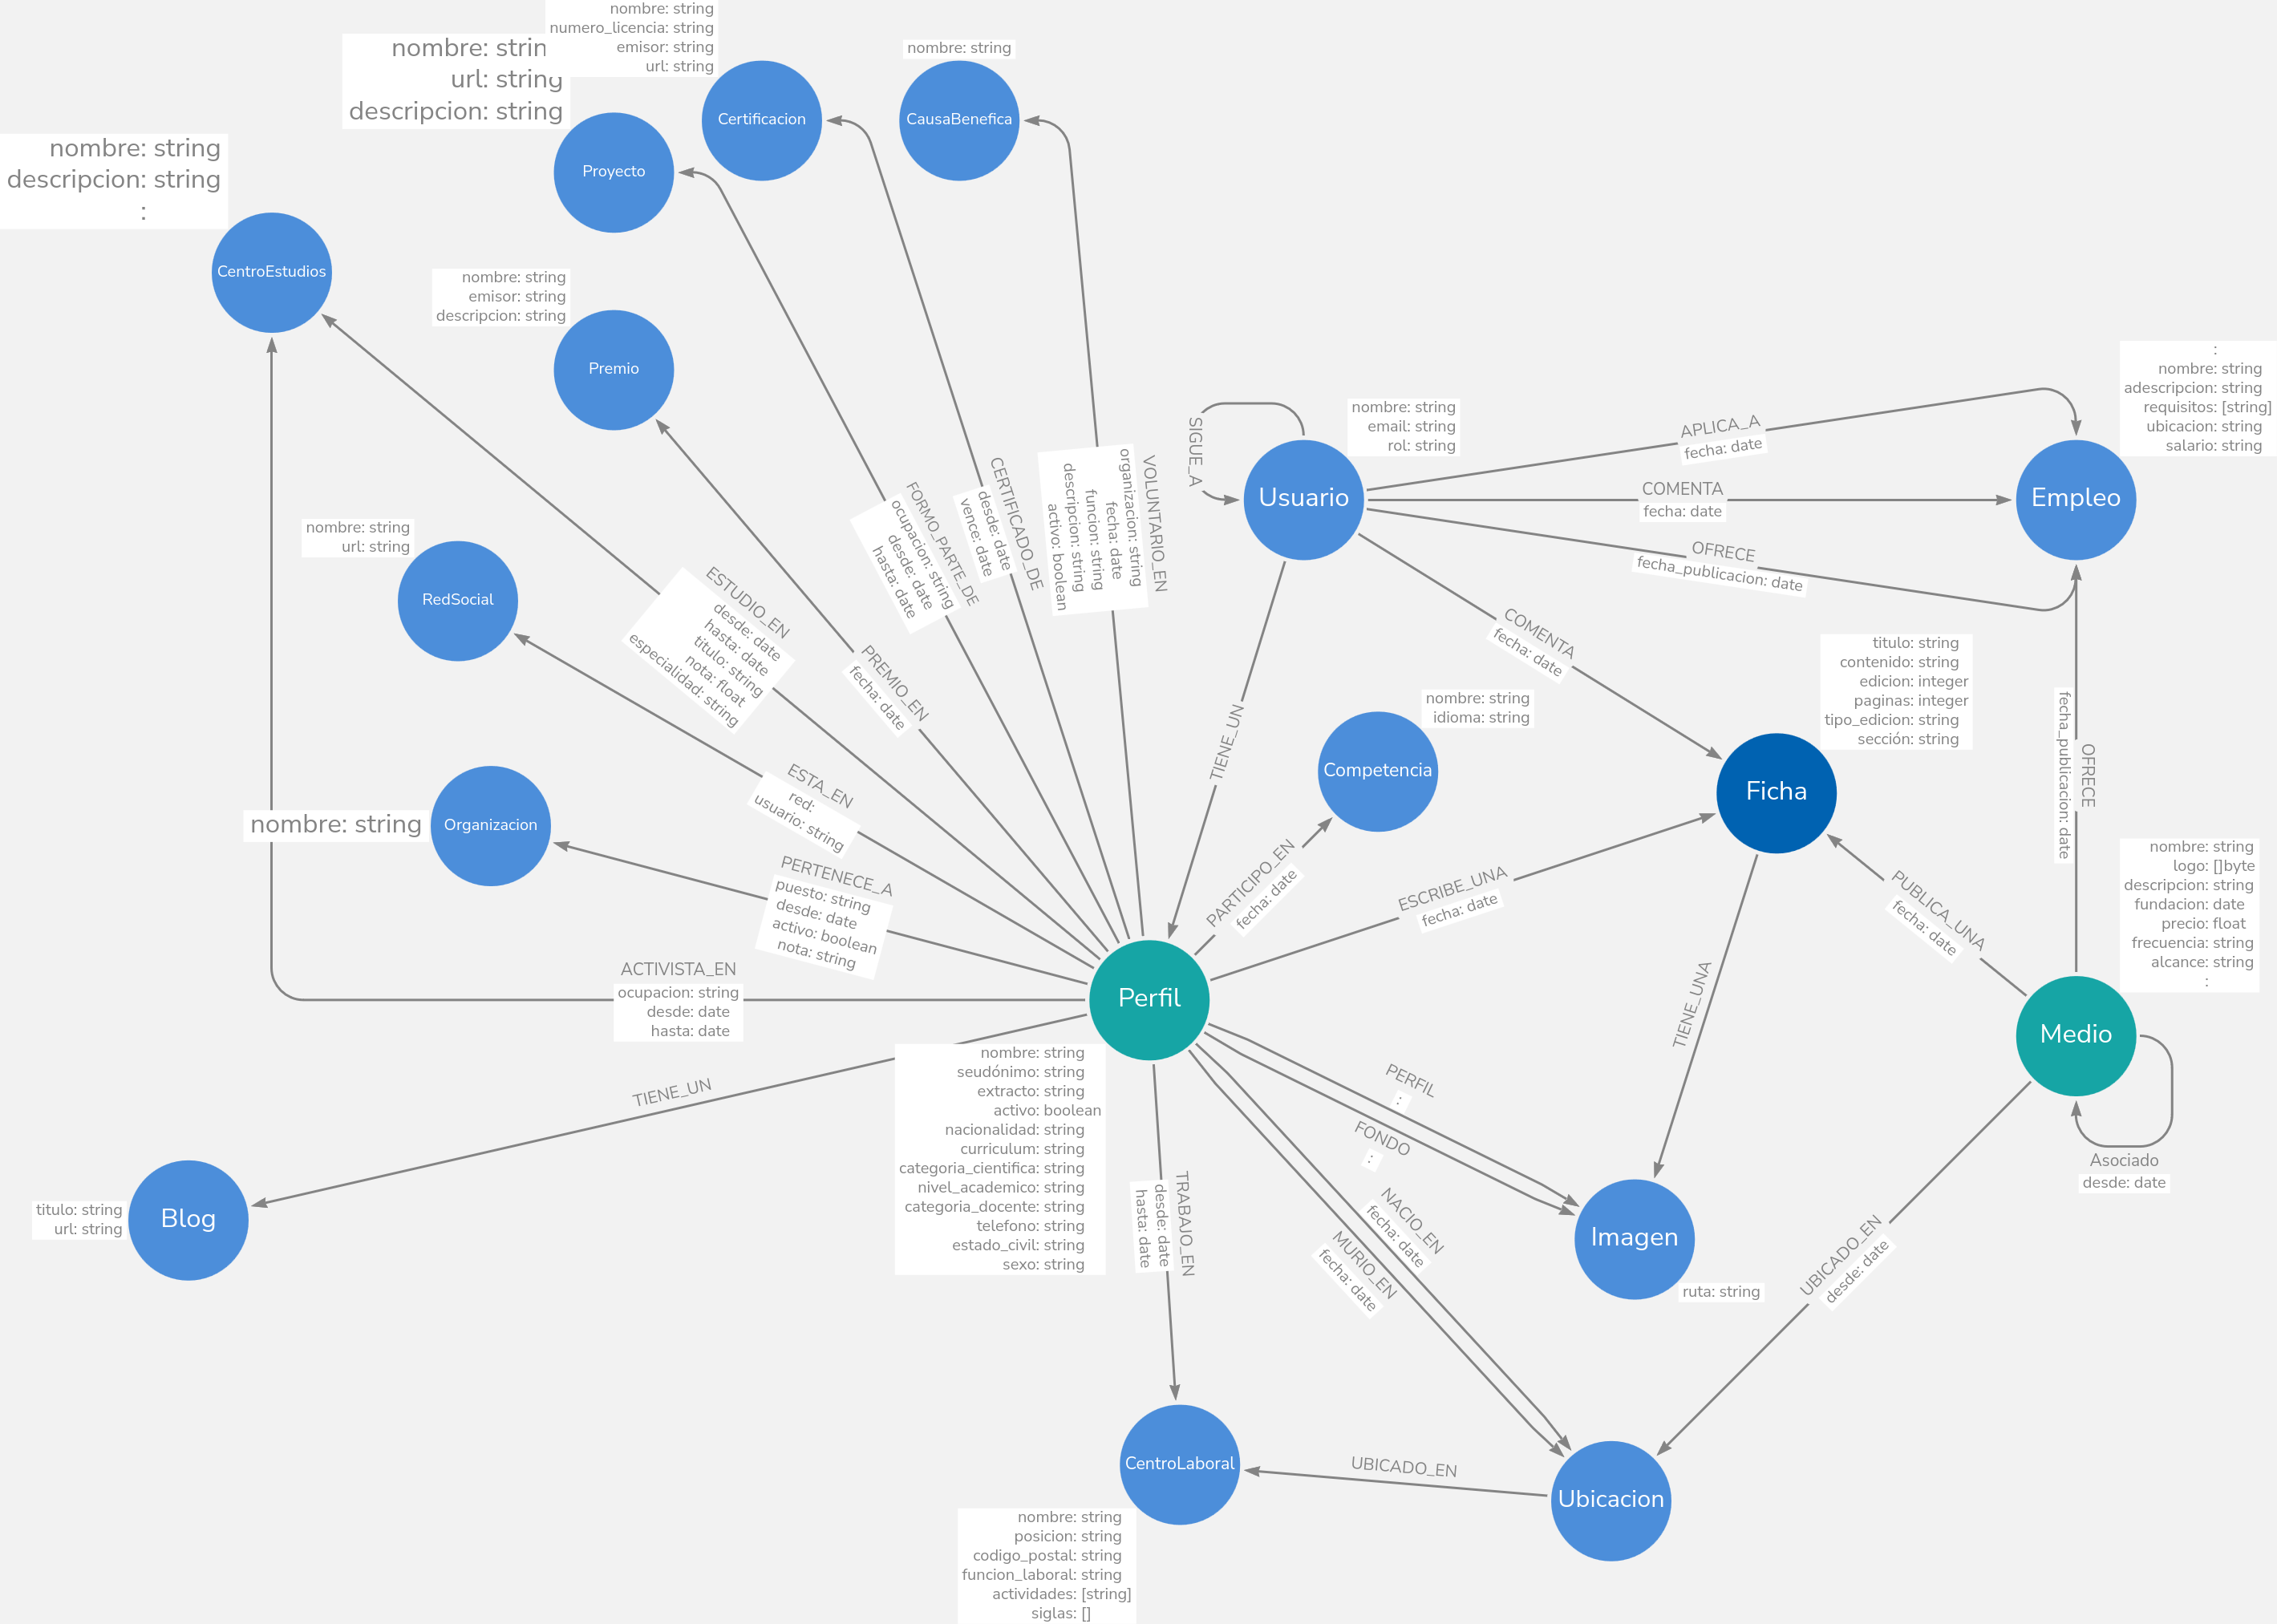 nombre: string
numero_licencia: string
emisor: string
url: string
nombre: string
nombre: string
url: string
descripcion: string
Certificacion
CausaBenefica
Proyecto
nombre: string
descripcion: string
:
CentroEstudios
nombre: string
emisor: string
descripcion: string
Premio
:
nombre: string
adescripcion: string
requisitos: [string]
ubicacion: string
salario: string
nombre: string
email: string
rol: string
SIGUE_A
Usuario
APLICA_A
fecha: date
COMENTA
fecha: date
OFRECE
fecha_publicacion: date
Empleo
VOLUNTARIO_EN
organizacion: string
fecha: date
funcion: string
descripcion: string
activo: boolean
CERTIFICADO_DE
desde: date
vence: date
FORMO_PARTE_DE
ocupacion: string
desde: date
hasta: date
nombre: string
url: string
RedSocial
ESTUDIO_EN
desde: date
hasta: date
titulo: string
nota: float
especialidad: string
PREMIO_EN
fecha: date
COMENTA
fecha: date
titulo: string
contenido: string
edicion: integer
paginas: integer
tipo_edicion: string
sección: string
TIENE_UN
nombre: string
idioma: string
Competencia
Ficha
OFRECE
fecha_publicacion: date
ESTA_EN
red:
usuario: string
nombre: string
Organizacion
PERTENECE_A
puesto: string
desde: date
activo: boolean
nota: string
PARTICIPO_EN
fecha: date
ESCRIBE_UNA
fecha: date
PUBLICA_UNA
fecha: date
nombre: string
logo: []byte
descripcion: string
fundacion: date
precio: float
frecuencia: string
alcance: string
:
ACTIVISTA_EN
ocupacion: string
desde: date
hasta: date
Perfil
TIENE_UNA
Medio
Asociado
desde: date
nombre: string
seudónimo: string
extracto: string
activo: boolean
nacionalidad: string
curriculum: string
categoria_cientifica: string
nivel_academico: string
categoria_docente: string
telefono: string
estado_civil: string
sexo: string
TIENE_UN
PERFIL
:
FONDO
:
titulo: string
url: string
Blog
TRABAJO_EN
desde: date
hasta: date
NACIO_EN
fecha: date
MURIO_EN
fecha: date
Imagen
ruta: string
UBICADO_EN
desde: date
CentroLaboral
UBICADO_EN
Ubicacion
nombre: string
posicion: string
codigo_postal: string
funcion_laboral: string
actividades: [string]
siglas: []